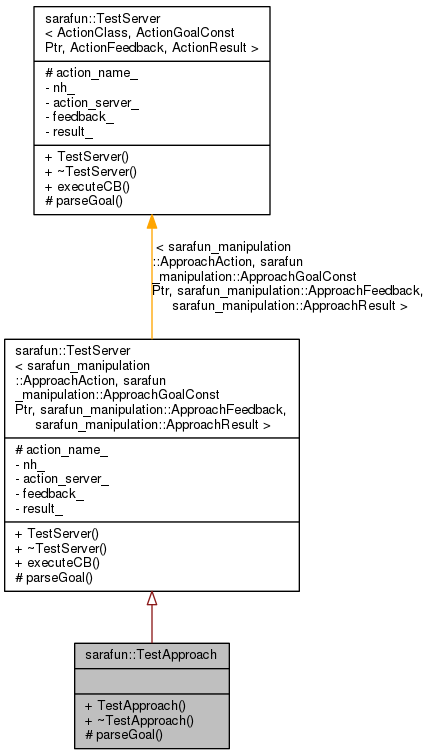 sarafun::TestServer
< ActionClass, ActionGoalConst
Ptr, ActionFeedback, ActionResult >
# action_name_
- nh_
- action_server_
- feedback_
- result_
+ TestServer()
+ ~TestServer()
+ executeCB()
# parseGoal()
< sarafun_manipulation
::ApproachAction, sarafun
_manipulation::ApproachGoalConst
Ptr, sarafun_manipulation::ApproachFeedback,
sarafun_manipulation::ApproachResult >
sarafun::TestServer
< sarafun_manipulation
::ApproachAction, sarafun
_manipulation::ApproachGoalConst
Ptr, sarafun_manipulation::ApproachFeedback,
sarafun_manipulation::ApproachResult >
# action_name_
- nh_
- action_server_
- feedback_
- result_
+ TestServer()
+ ~TestServer()
+ executeCB()
# parseGoal()
sarafun::TestApproach
+ TestApproach()
+ ~TestApproach()
# parseGoal()